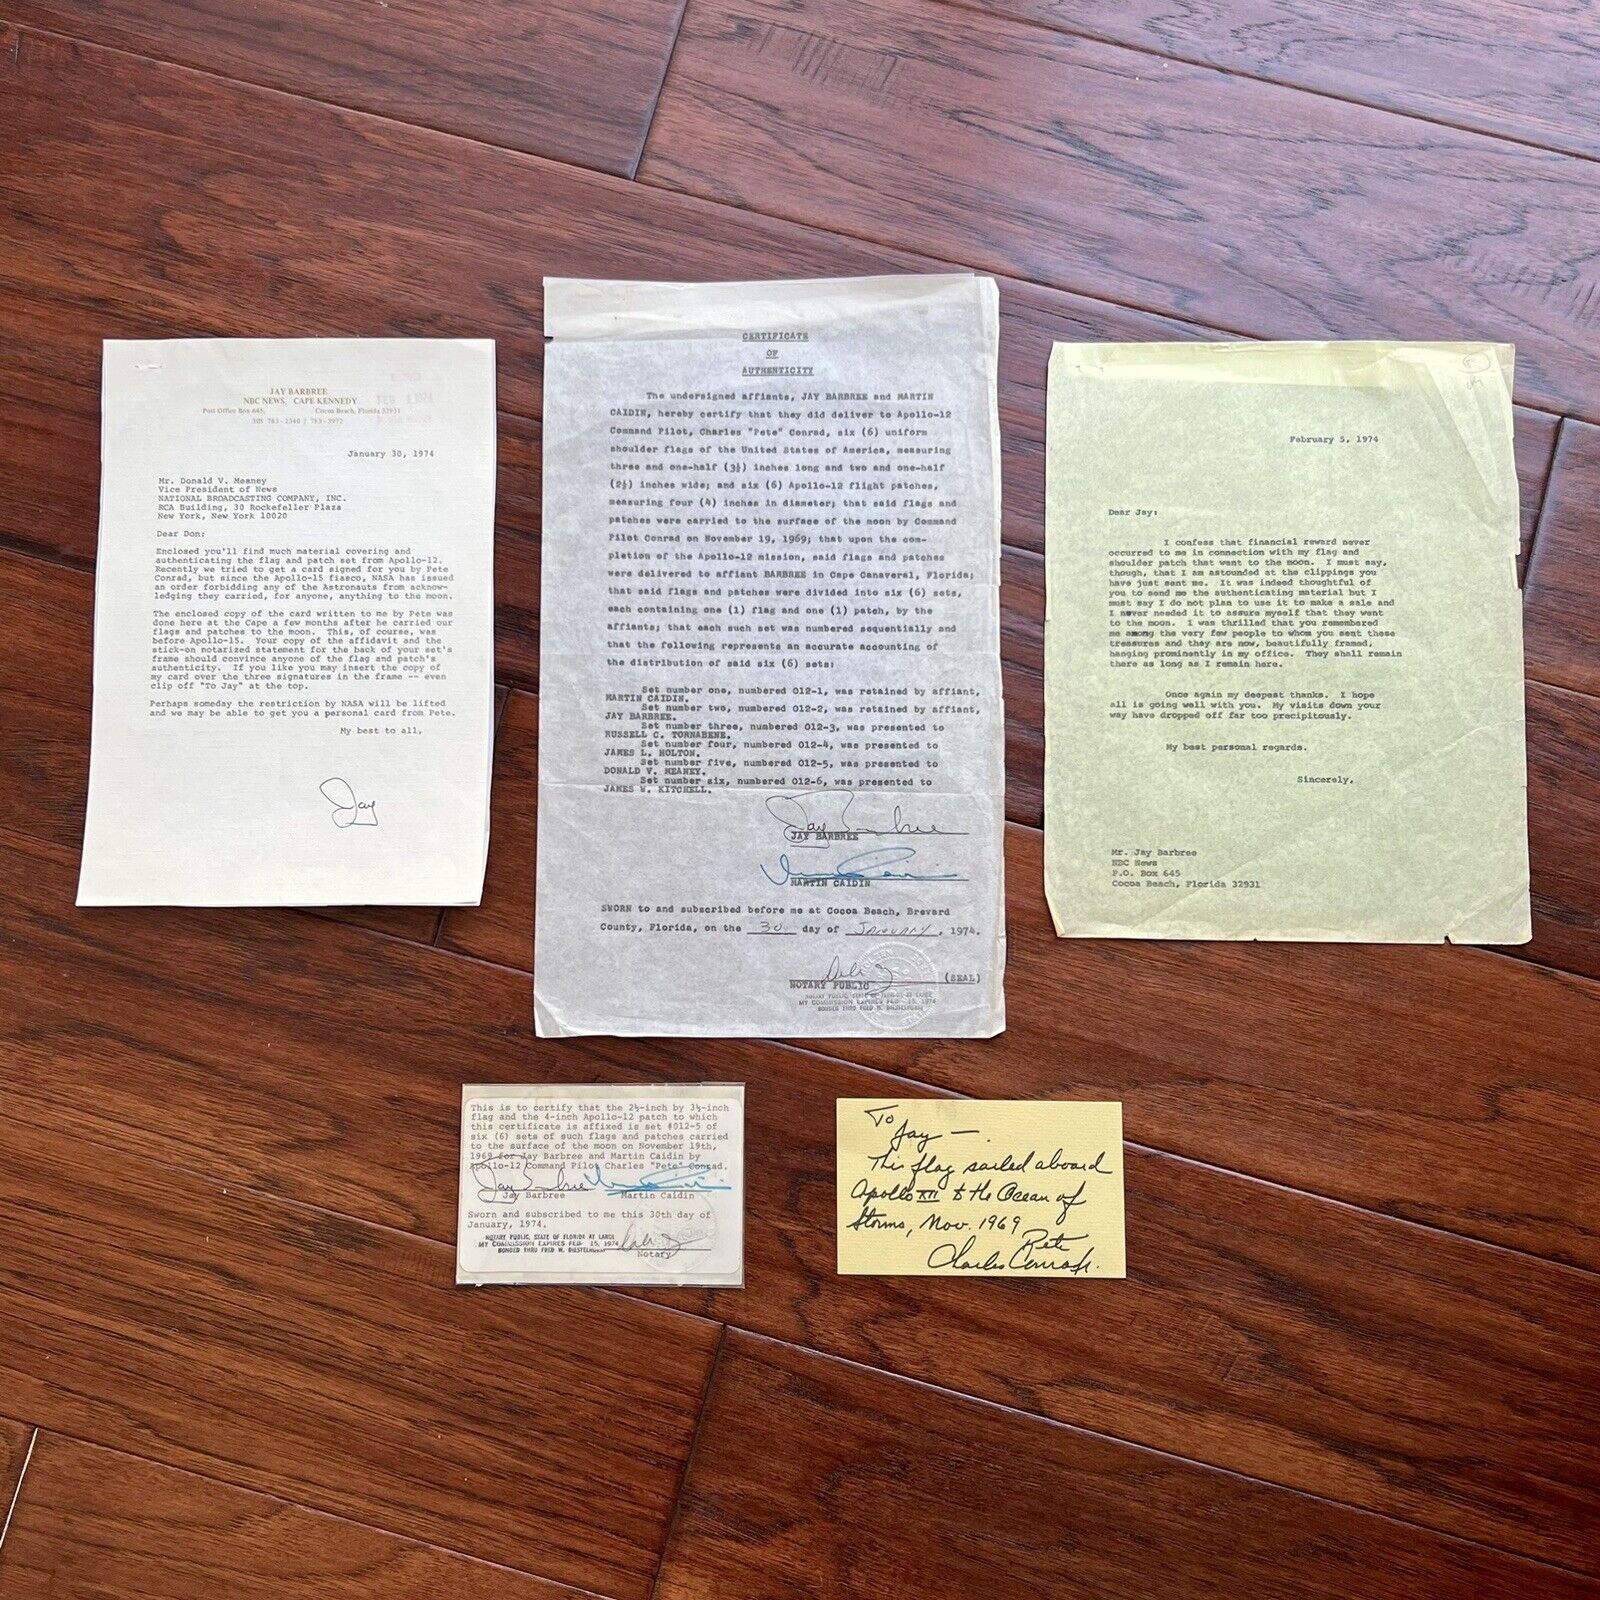 JAY BARBREE
NBC NEWS, CAPE KENNEDY
Post Office Box 645, Cocoa Beach, Florida 32931
305 783-2340 / 783-3972
January 30, 1974
Mr. Donald V. Meaney
Vice President of News
NATIONAL BROADCASTING COMPANY, INC.
RCA Building, 30 Rockefeller Plaza
New York, New York 10020
Dear Don:
Enclosed you'll find much material covering and
authenticating the flag and patch set from Apollo-12.
Recently we tried to get a card signed for you by Pete
Conrad, but since the Apollo-15 fiasco, NASA has issued
an order forbidding any of the Astronauts from acknow-
ledging they carried, for anyone, anything to the moon.
The enclosed copy of the card written to me by Pete was
done here at the Cape a few months after he carried our
flags and patches to the moon. This, of course, was
before Apollo-15. Your copy of the affidavit and the
stick-on notarized statement for the back of your set's
frame should convince anyone of the flag and patch's
authenticity. If you like you may insert the copy of
my card over the three signatures in the frame -- even
clip off "To Jay" at the top.
Perhaps someday the restriction by NASA will be lifted
and we may be able to get you a personal card from Pete.
My best to all,
Jay
CERTIFICATE
OF
AUTHENTICITY
The undersigned affiants, JAY BARBREE and MARTIN
CAIDIN, hereby certify that they did deliver to Apollo-12
Command Pilot, Charles "Pete" Conrad, six (6) uniform
shoulder flags of the United States of America, measuring
three and one-half (3½) inches long and two and one-half
(2½) inches wide; and six (6) Apollo-12 flight patches,
measuring four (4) inches in diameter; that said flags and
patches were carried to the surface of the moon by Command
Pilot Conrad on November 19, 1969; that upon the com-
pletion of the Apollo-12 mission, said flags and patches
were delivered to affiant BARBREE in Cape Canaveral, Florida;
that said flags and patches were divided into six (6) sets,
each containing one (1) flag and one (1) patch, by the
affiants; that each such set was numbered sequentially and
that the following represents an accurate accounting of
the distribution of said six (6) sets:
Set number one, numbered 012-1, was retained by affiant,
MARTIN CAIDIN.
Set number two, numbered 012-2, was retained by affiant,
JAY BARBREE.
Set number three, numbered 012-3, was presented to
RUSSELL C. TORNABENE.
Set number four, numbered 012-4, was presented to
JAMES L. HOLTON.
Set number five, numbered 012-5, was presented to
DONALD V. MEANEY.
Set number six, numbered 012-6, was presented to
JAMES W. KITCHELL.
Jay Barbree
JAY BARBREE
MARTIN CAIDIN
SWORN to and subscribed before me at Cocoa Beach, Brevard
County, Florida, on the 30 day of JANUARY, 1974.
(SEAL)
NOTARY PUBLIC
NOTARY PUBLIC, STATE OF FLORIDA AT LARGE
MY COMMISSION EXPIRES FEB. 15, 1974
BONDED THRU FRED W. DIESTELHORST
February 5, 1974
Dear Jay:
I confess that financial reward never
occurred to me in connection with my flag and
shoulder patch that went to the moon. I must say,
though, that I am astounded at the clippings you
have just sent me. It was indeed thoughtful of
you to send me the authenticating material but I
must say I do not plan to use it to make a sale and
I never needed it to assure myself that they went
to the moon. I was thrilled that you remembered
me among the very few people to whom you sent these
treasures and they are now, beautifully framed,
hanging prominently in my office. They shall remain
there as long as I remain here.
Once again my deepest thanks. I hope
all is going well with you. My visits down your
way have dropped off far too precipitously.
My best personal regards.
Sincerely,
Mr. Jay Barbree
NBC News
P.O. Box 645
Cocoa Beach, Florida 32931
This is to certify that the 2½-inch by 3½-inch
flag and the 4-inch Apollo-12 patch to which
this certificate is affixed is set #012-5 of
six (6) sets of such flags and patches carried
to the surface of the moon on November 19th,
1969 for Jay Barbree and Martin Caidin by
Apollo-12 Command Pilot Charles "Pete" Conrad.
Jay Barbree
Jay Barbree Martin Caidin
Sworn and subscribed to me this 30th day of
January, 1974.
NOTARY PUBLIC, STATE OF FLORIDA AT LARGE
MY COMMISSION EXPIRES FEB. 15, 1974
BONDED THRU FRED W. DIESTELHORST
Notary
To
Jay —
This flag sailed aboard
Apollo XII to the Ocean of
Storms, Nov. 1969
Pete
Charles Conrad Jr.